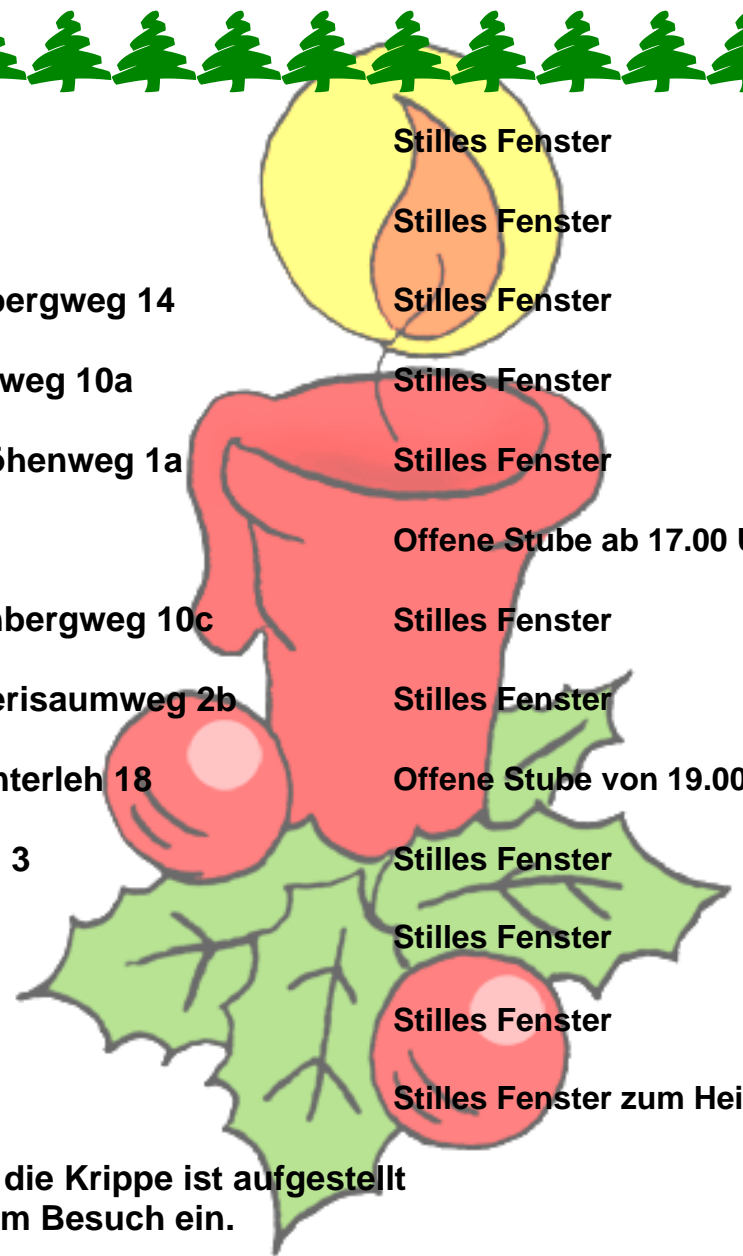 Stilles Fenster
Stilles Fenster
bergweg 14 Stilles Fenster
weg 10a Stilles Fenster
öhenweg 1a Stilles Fenster
Offene Stube ab 17.00 U
nbergweg 10c Stilles Fenster
erisaumweg 2b Stilles Fenster
nterleh 18 Offene Stube von 19.00
3 Stilles Fenster
Stilles Fenster
Stilles Fenster
Stilles Fenster zum Hei
die Krippe ist aufgestellt
m Besuch ein.